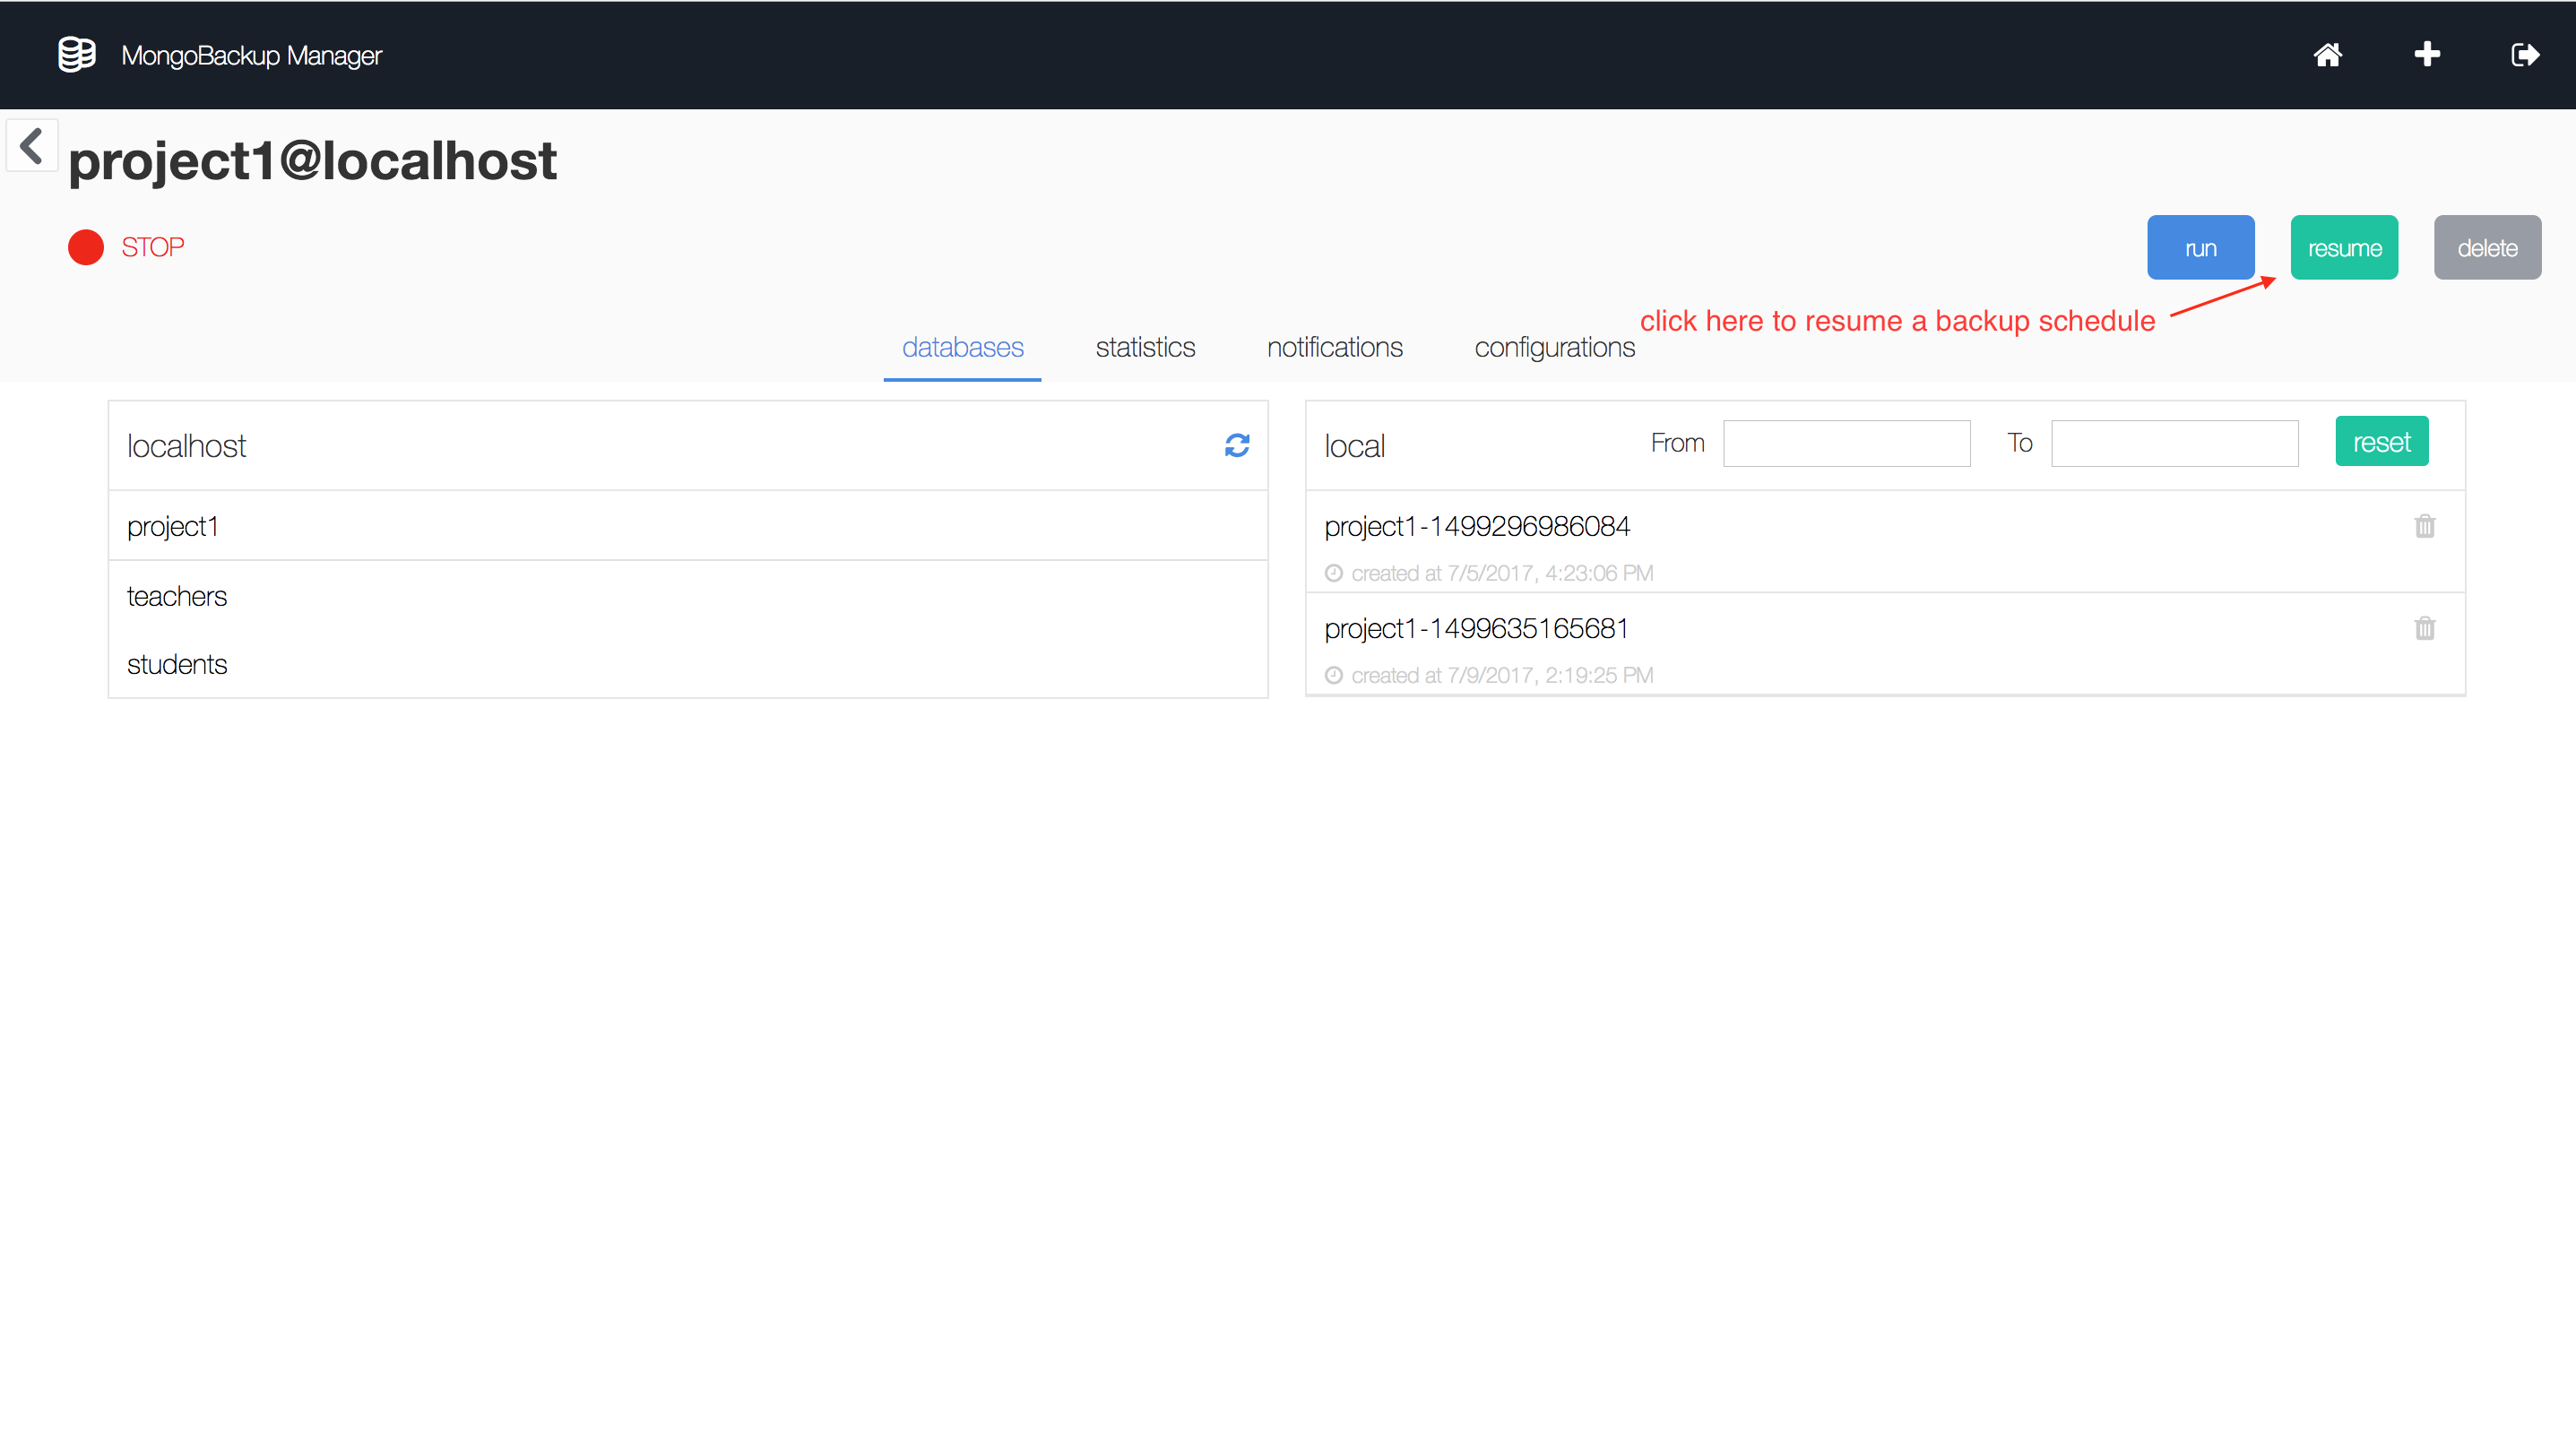 MongoBackup Manager
project1@localhost
STOP
run
resume
delete
click here to resume a backup schedule
databases
statistics
notifications
configurations
localhost
project1
teachers
students
local
From
To
reset
project1-1499296986084
created at 7/5/2017, 4:23:06 PM
project1-1499635165681
created at 7/9/2017, 2:19:25 PM